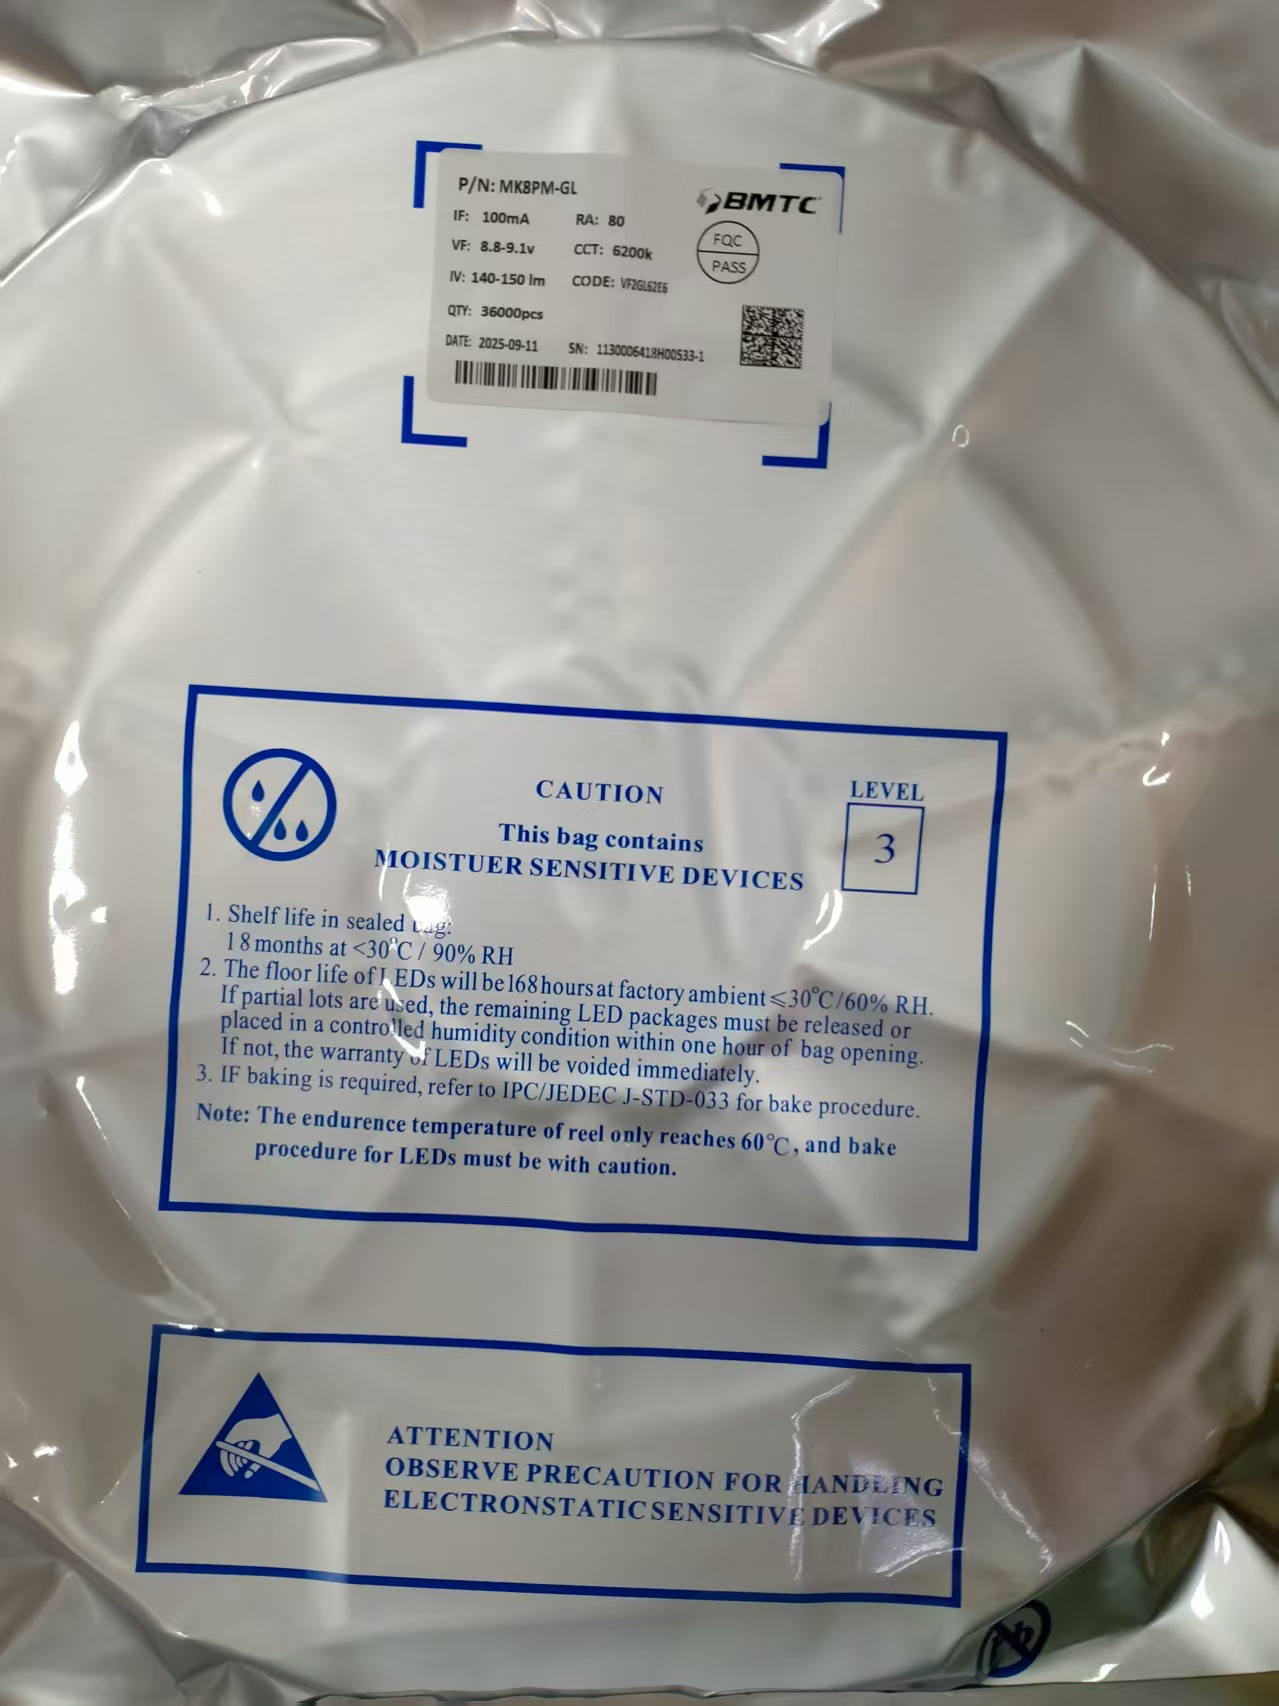 P/N: MK8PM-GL
BMTC
IF: 100mA RA: 80
VF: 8.8-9.1v CCT: 6200k
FQC
PASS
IV: 140-150 lm CODE: VF2GL62E6
QTY: 36000pcs
DATE: 2025-09-11 SN: 1130006418H00533-1
CAUTION
LEVEL
3
This bag contains
MOISTUER SENSITIVE DEVICES
1. Shelf life in sealed bag:
18 months at <30°C / 90% RH
2. The floor life of LEDs will be 168 hours at factory ambient ≤30°C/60% RH.
If partial lots are used, the remaining LED packages must be released or
placed in a controlled humidity condition within one hour of bag opening.
If not, the warranty of LEDs will be voided immediately.
3. IF baking is required, refer to IPC/JEDEC J-STD-033 for bake procedure.
Note: The endurance temperature of reel only reaches 60°C, and bake
procedure for LEDs must be with caution.
ATTENTION
OBSERVE PRECAUTION FOR HANDLING
ELECTRONSTATIC SENSITIVE DEVICES
Pb